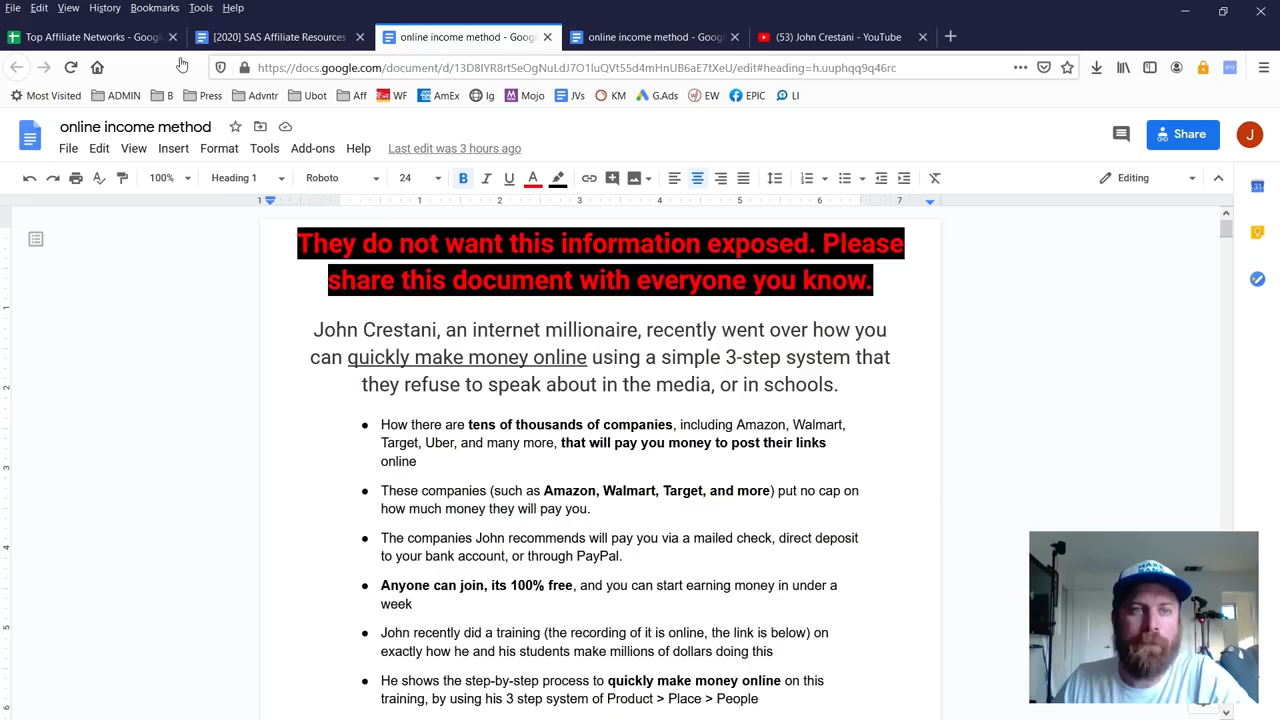 File Edit View History Bookmarks Tools Help
Top Affiliate Networks - Google
[2020] SAS Affiliate Resources
online income method - Goog
online income method - Goog
(53) John Crestani - YouTube
https://docs.google.com/document/d/13D8IYR8rtSeOgNuLdJ7O1luQVt55d4mHnUB6aE7tXeU/edit#heading=h.uuphqq9q46rc
Most Visited ADMIN B Press Advntr Ubot Aff WF AmEx Ig Mojo JVs KM G.Ads EW EPIC LI
online income method
File Edit View Insert Format Tools Add-ons Help Last edit was 3 hours ago
Share
J
100% Heading 1 Roboto 24 B I U A Editing
1 1 2 3 4 5 6 7
They do not want this information exposed. Please
share this document with everyone you know.
John Crestani, an internet millionaire, recently went over how you
can quickly make money online using a simple 3-step system that
they refuse to speak about in the media, or in schools.
● How there are tens of thousands of companies, including Amazon, Walmart,
Target, Uber, and many more, that will pay you money to post their links
online
● These companies (such as Amazon, Walmart, Target, and more) put no cap on
how much money they will pay you.
● The companies John recommends will pay you via a mailed check, direct deposit
to your bank account, or through PayPal.
● Anyone can join, its 100% free, and you can start earning money in under a
week
● John recently did a training (the recording of it is online, the link is below) on
exactly how he and his students make millions of dollars doing this
● He shows the step-by-step process to quickly make money online on this
training, by using his 3 step system of Product > Place > People